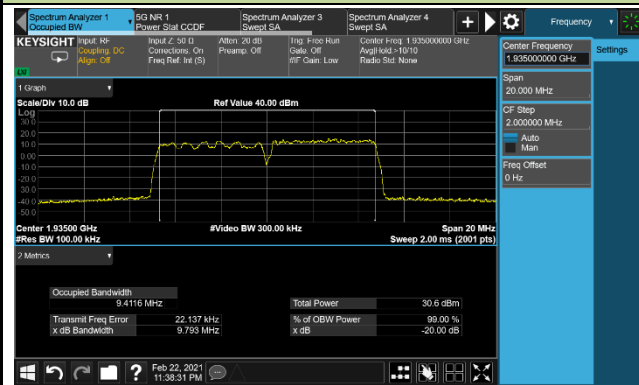 Spectrum Analyzer 1
Occupied BW
5G NR 1
Power Stat CCDF
Spectrum Analyzer 3
Swept SA
Spectrum Analyzer 4
Swept SA
Frequency
KEYSIGHT
Input: RF
Coupling: DC
Align: Off
Input Z: 50 Ω
Corrections: On
Freq Ref: Int (S)
Atten: 20 dB
Preamp: Off
Trig: Free Run
Gate: Off
#IF Gain: Low
Center Freq: 1.935000000 GHz
Avg|Hold:>10/10
Radio Std: None
Center Frequency
1.935000000 GHz
Settings
Span
20.000 MHz
CF Step
2.000000 MHz
Auto
Man
Freq Offset
0 Hz
1 Graph
Scale/Div 10.0 dB
Ref Value 40.00 dBm
Log
30.0
20.0
10.0
0.00
-10.0
-20.0
-30.0
-40.0
-50.0
Center 1.93500 GHz
#Res BW 100.00 kHz
#Video BW 300.00 kHz
Span 20 MHz
Sweep 2.00 ms (2001 pts)
2 Metrics
Occupied Bandwidth
9.4116 MHz
Total Power
30.6 dBm
Transmit Freq Error
22.137 kHz
% of OBW Power
99.00 %
x dB Bandwidth
9.793 MHz
x dB
-20.00 dB
Feb 22, 2021
11:38:31 PM